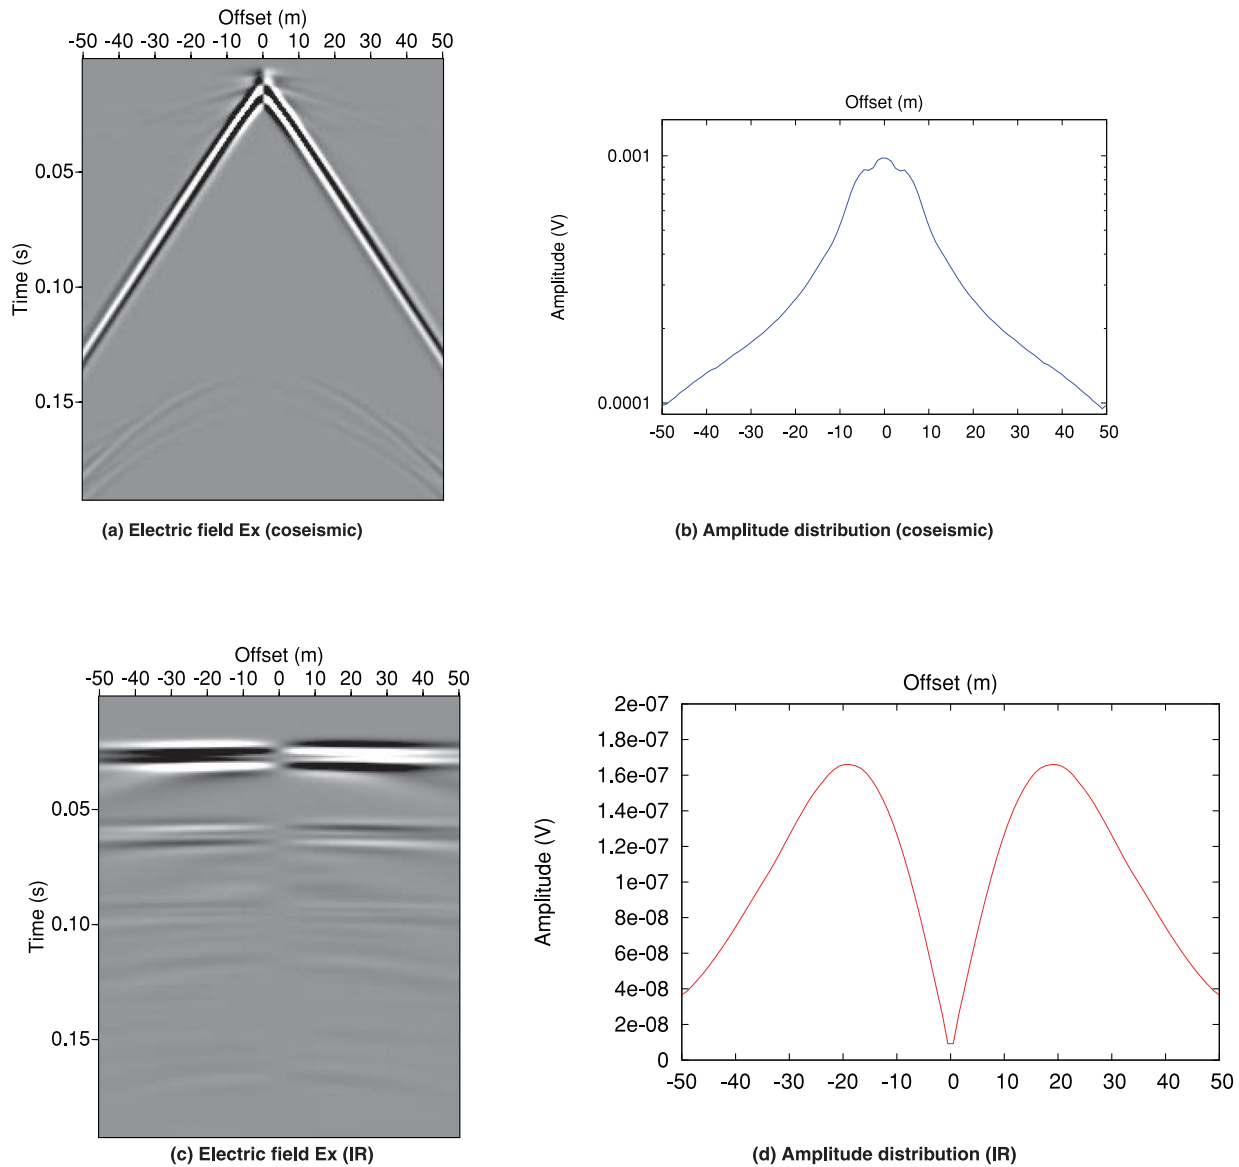 Offset (m)
-50 -40 -30 -20 -10 0 10 20 30 40 50
Time (s)
0.05
0.10
0.15
(a) Electric field Ex (coseismic)
Offset (m)
Amplitude (V)
0.001
0.0001
-50 -40 -30 -20 -10 0 10 20 30 40 50
(b) Amplitude distribution (coseismic)
Offset (m)
-50 -40 -30 -20 -10 0 10 20 30 40 50
Time (s)
0.05
0.10
0.15
(c) Electric field Ex (IR)
Offset (m)
Amplitude (V)
2e-07
1.8e-07
1.6e-07
1.4e-07
1.2e-07
1e-07
8e-08
6e-08
4e-08
2e-08
0
-50 -40 -30 -20 -10 0 10 20 30 40 50
(d) Amplitude distribution (IR)